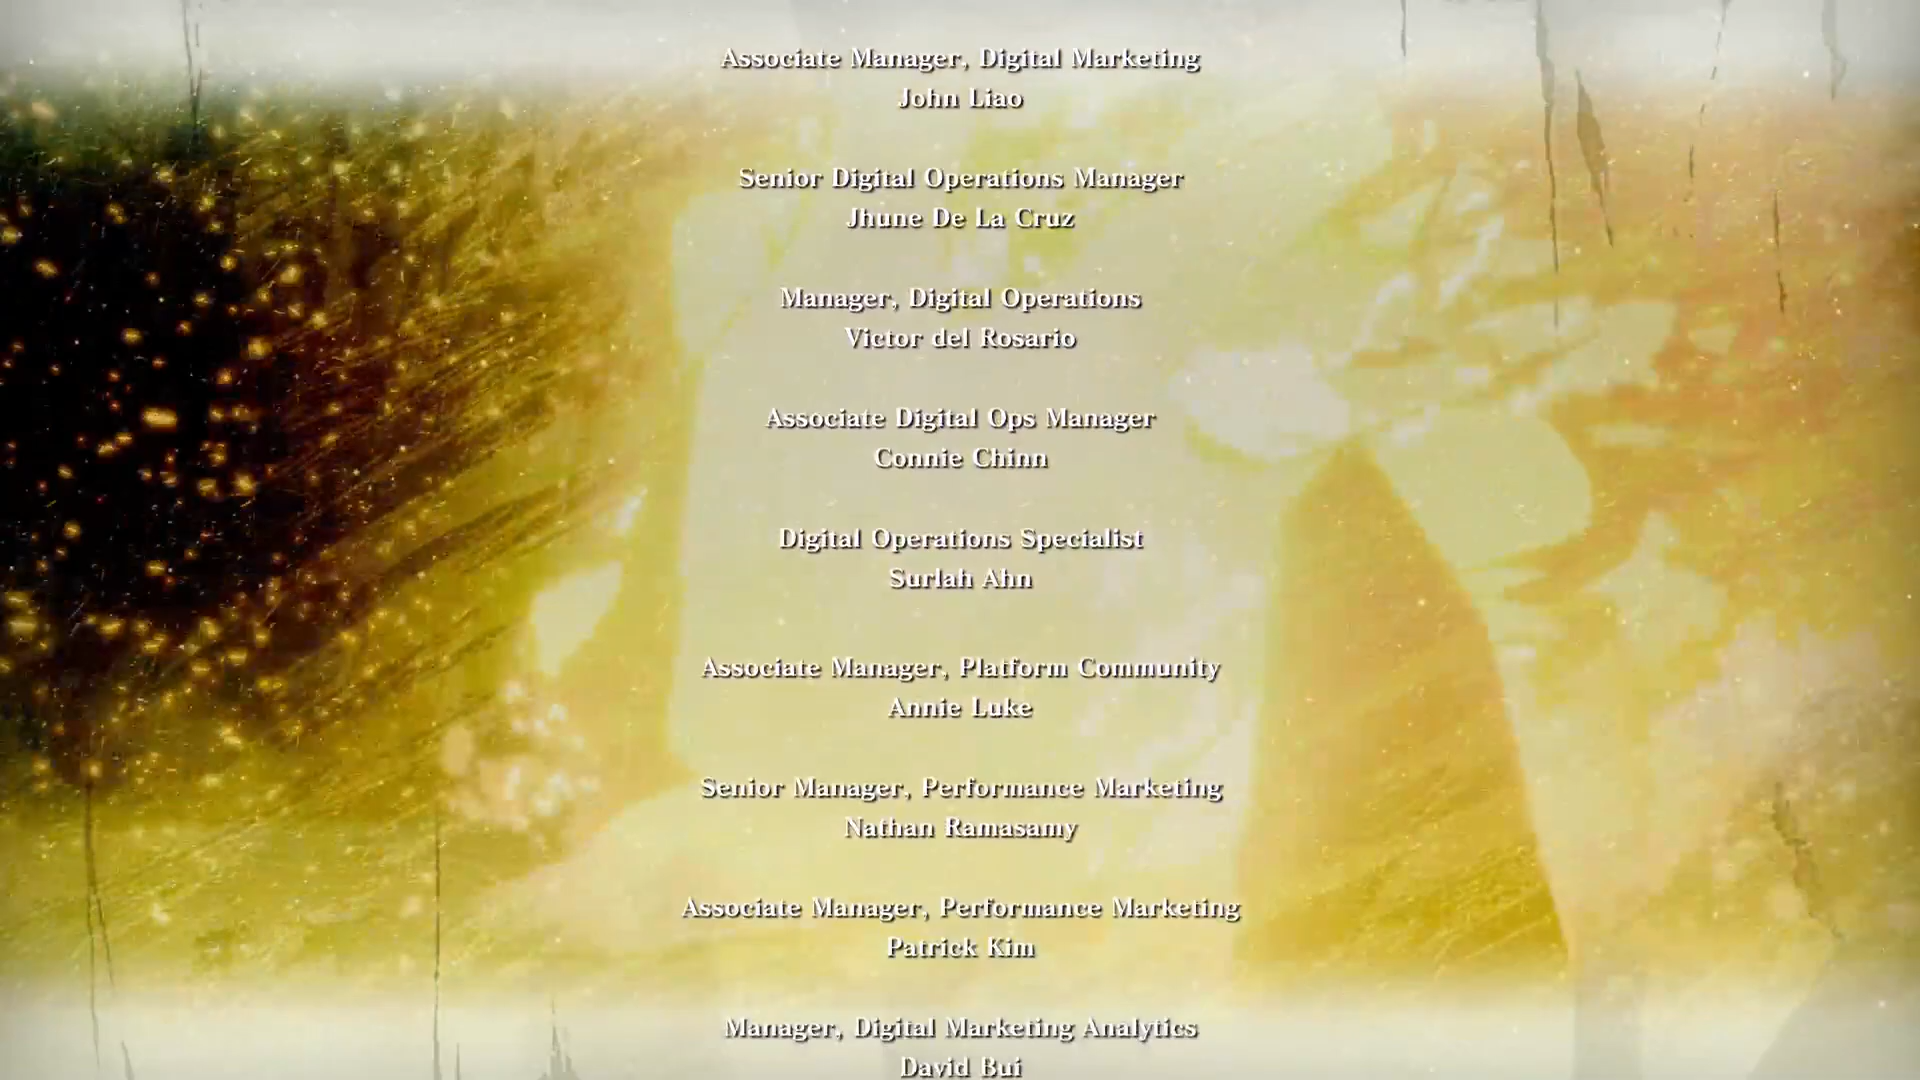 Associate Manager, Digital Marketing
John Liao
Senior Digital Operations Manager
Jhune De La Cruz
Manager, Digital Operations
Victor del Rosario
Associate Digital Ops Manager
Connie Chinn
Digital Operations Specialist
Surlah Ahn
Associate Manager, Platform Community
Annie Luke
Senior Manager, Performance Marketing
Nathan Ramasamy
Associate Manager, Performance Marketing
Patrick Kim
Manager, Digital Marketing Analytics
David Bui